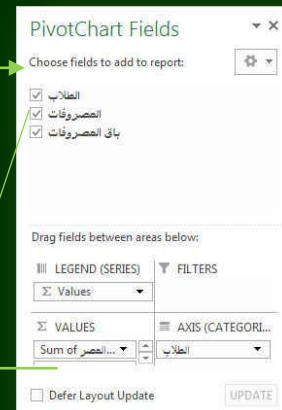 PivotChart Fields
Choose fields to add to report:
الطلاب
المصروفات
باق المصروفات
Drag fields between areas below:
LEGEND (SERIES)
FILTERS
Σ Values
Σ VALUES
AXIS (CATEGORI...
Sum of المصر...
الطلاب
Defer Layout Update
UPDATE